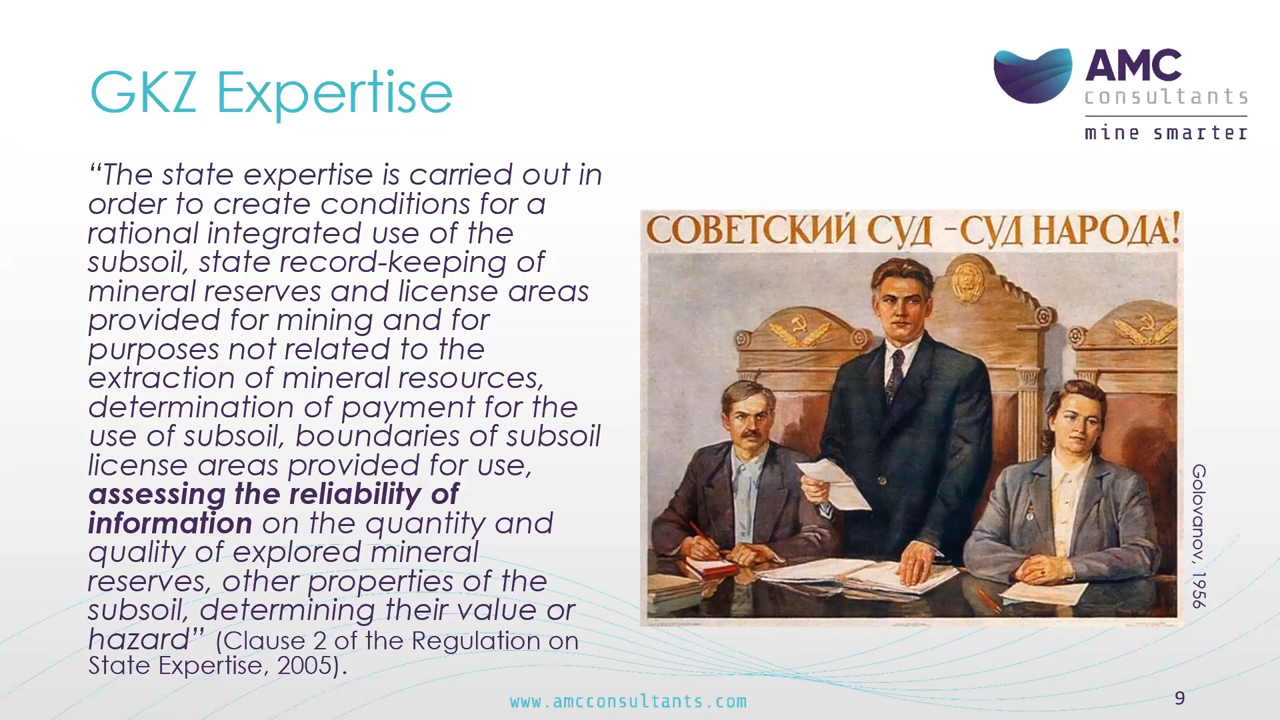 GKZ Expertise
AMC
consultants
mine smarter
“The state expertise is carried out in
order to create conditions for a
rational integrated use of the
subsoil, state record-keeping of
mineral reserves and license areas
provided for mining and for
purposes not related to the
extraction of mineral resources,
determination of payment for the
use of subsoil, boundaries of subsoil
license areas provided for use,
assessing the reliability of
information on the quantity and
quality of explored mineral
reserves, other properties of the
subsoil, determining their value or
hazard” (Clause 2 of the Regulation on
State Expertise, 2005).
СОВЕТСКИЙ СУД – СУД НАРОДА!
Golovanov, 1956
www.amcconsultants.com
9